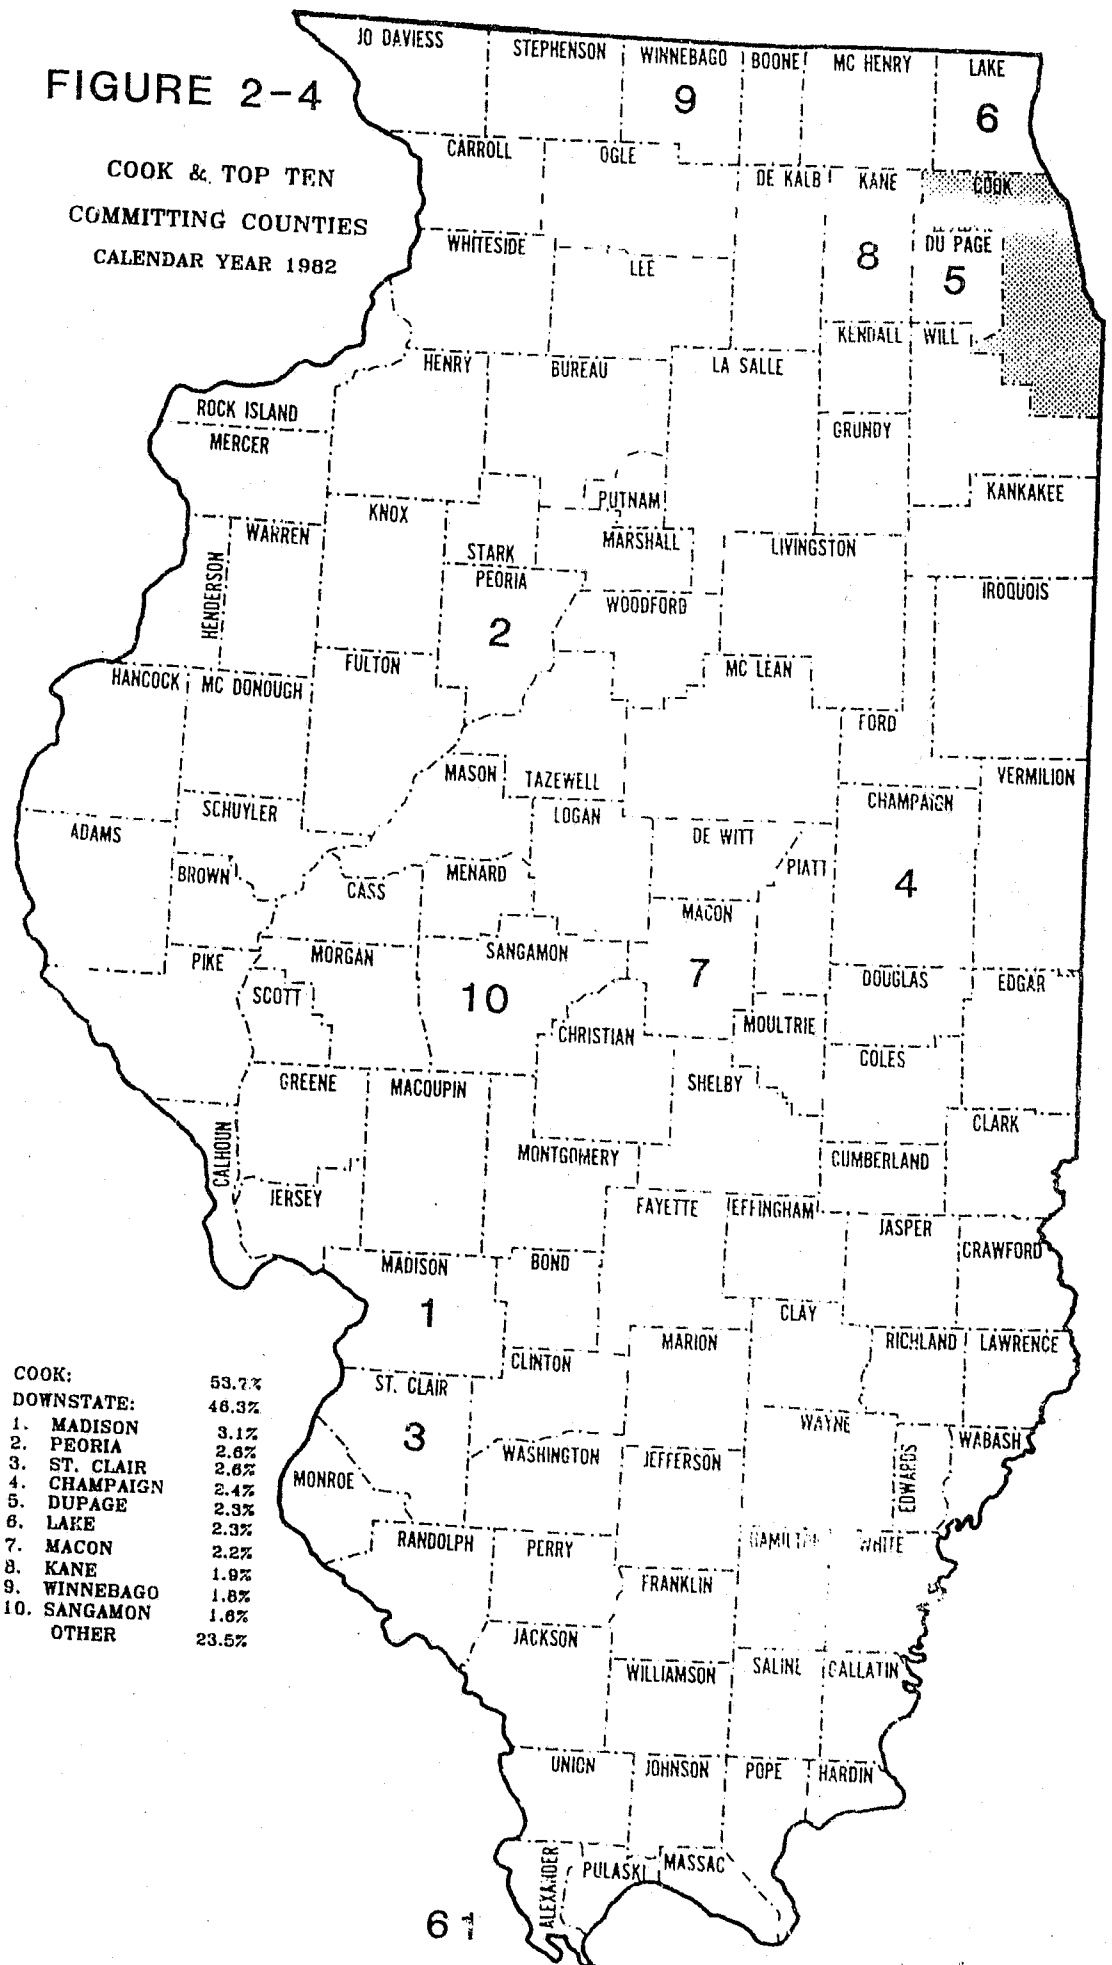 FIGURE 2-4
COOK & TOP TEN
COMMITTING COUNTIES
CALENDAR YEAR 1982
JO DAVIESS
STEPHENSON
WINNEBAGO
9
BOONE
MC HENRY
LAKE
6
CARROLL
OGLE
DE KALB
KANE
8
COOK
WHITESIDE
LEE
DU PAGE
5
KENDALL
WILL
HENRY
BUREAU
LA SALLE
ROCK ISLAND
MERCER
GRUNDY
KANKAKEE
PUTNAM
KNOX
WARREN
HENDERSON
STARK
MARSHALL
LIVINGSTON
PEORIA
2
WOODFORD
IROQUOIS
HANCOCK
MC DONOUGH
FULTON
MC LEAN
FORD
MASON
TAZEWELL
VERMILION
SCHUYLER
LOGAN
CHAMPAIGN
4
ADAMS
DE WITT
PIATT
BROWN
CASS
MENARD
MACON
7
PIKE
MORGAN
SANGAMON
10
SCOTT
DOUGLAS
EDGAR
CHRISTIAN
MOULTRIE
COLES
GREENE
MACOUPIN
SHELBY
CLARK
CALHOUN
MONTGOMERY
CUMBERLAND
JERSEY
FAYETTE
EFFINGHAM
JASPER
CRAWFORD
MADISON
1
BOND
CLAY
MARION
RICHLAND
LAWRENCE
CLINTON
ST. CLAIR
3
WAYNE
EDWARDS
WABASH
WASHINGTON
JEFFERSON
MONROE
RANDOLPH
PERRY
HAMILTON
WHITE
FRANKLIN
JACKSON
WILLIAMSON
SALINE
GALLATIN
UNION
JOHNSON
POPE
HARDIN
ALEXANDER
PULASKI
MASSAC
COOK: 53.7%
DOWNSTATE: 46.3%
1. MADISON 3.1%
2. PEORIA 2.6%
3. ST. CLAIR 2.6%
4. CHAMPAIGN 2.4%
5. DUPAGE 2.3%
6. LAKE 2.3%
7. MACON 2.2%
8. KANE 1.9%
9. WINNEBAGO 1.8%
10. SANGAMON 1.6%
OTHER 23.5%
61